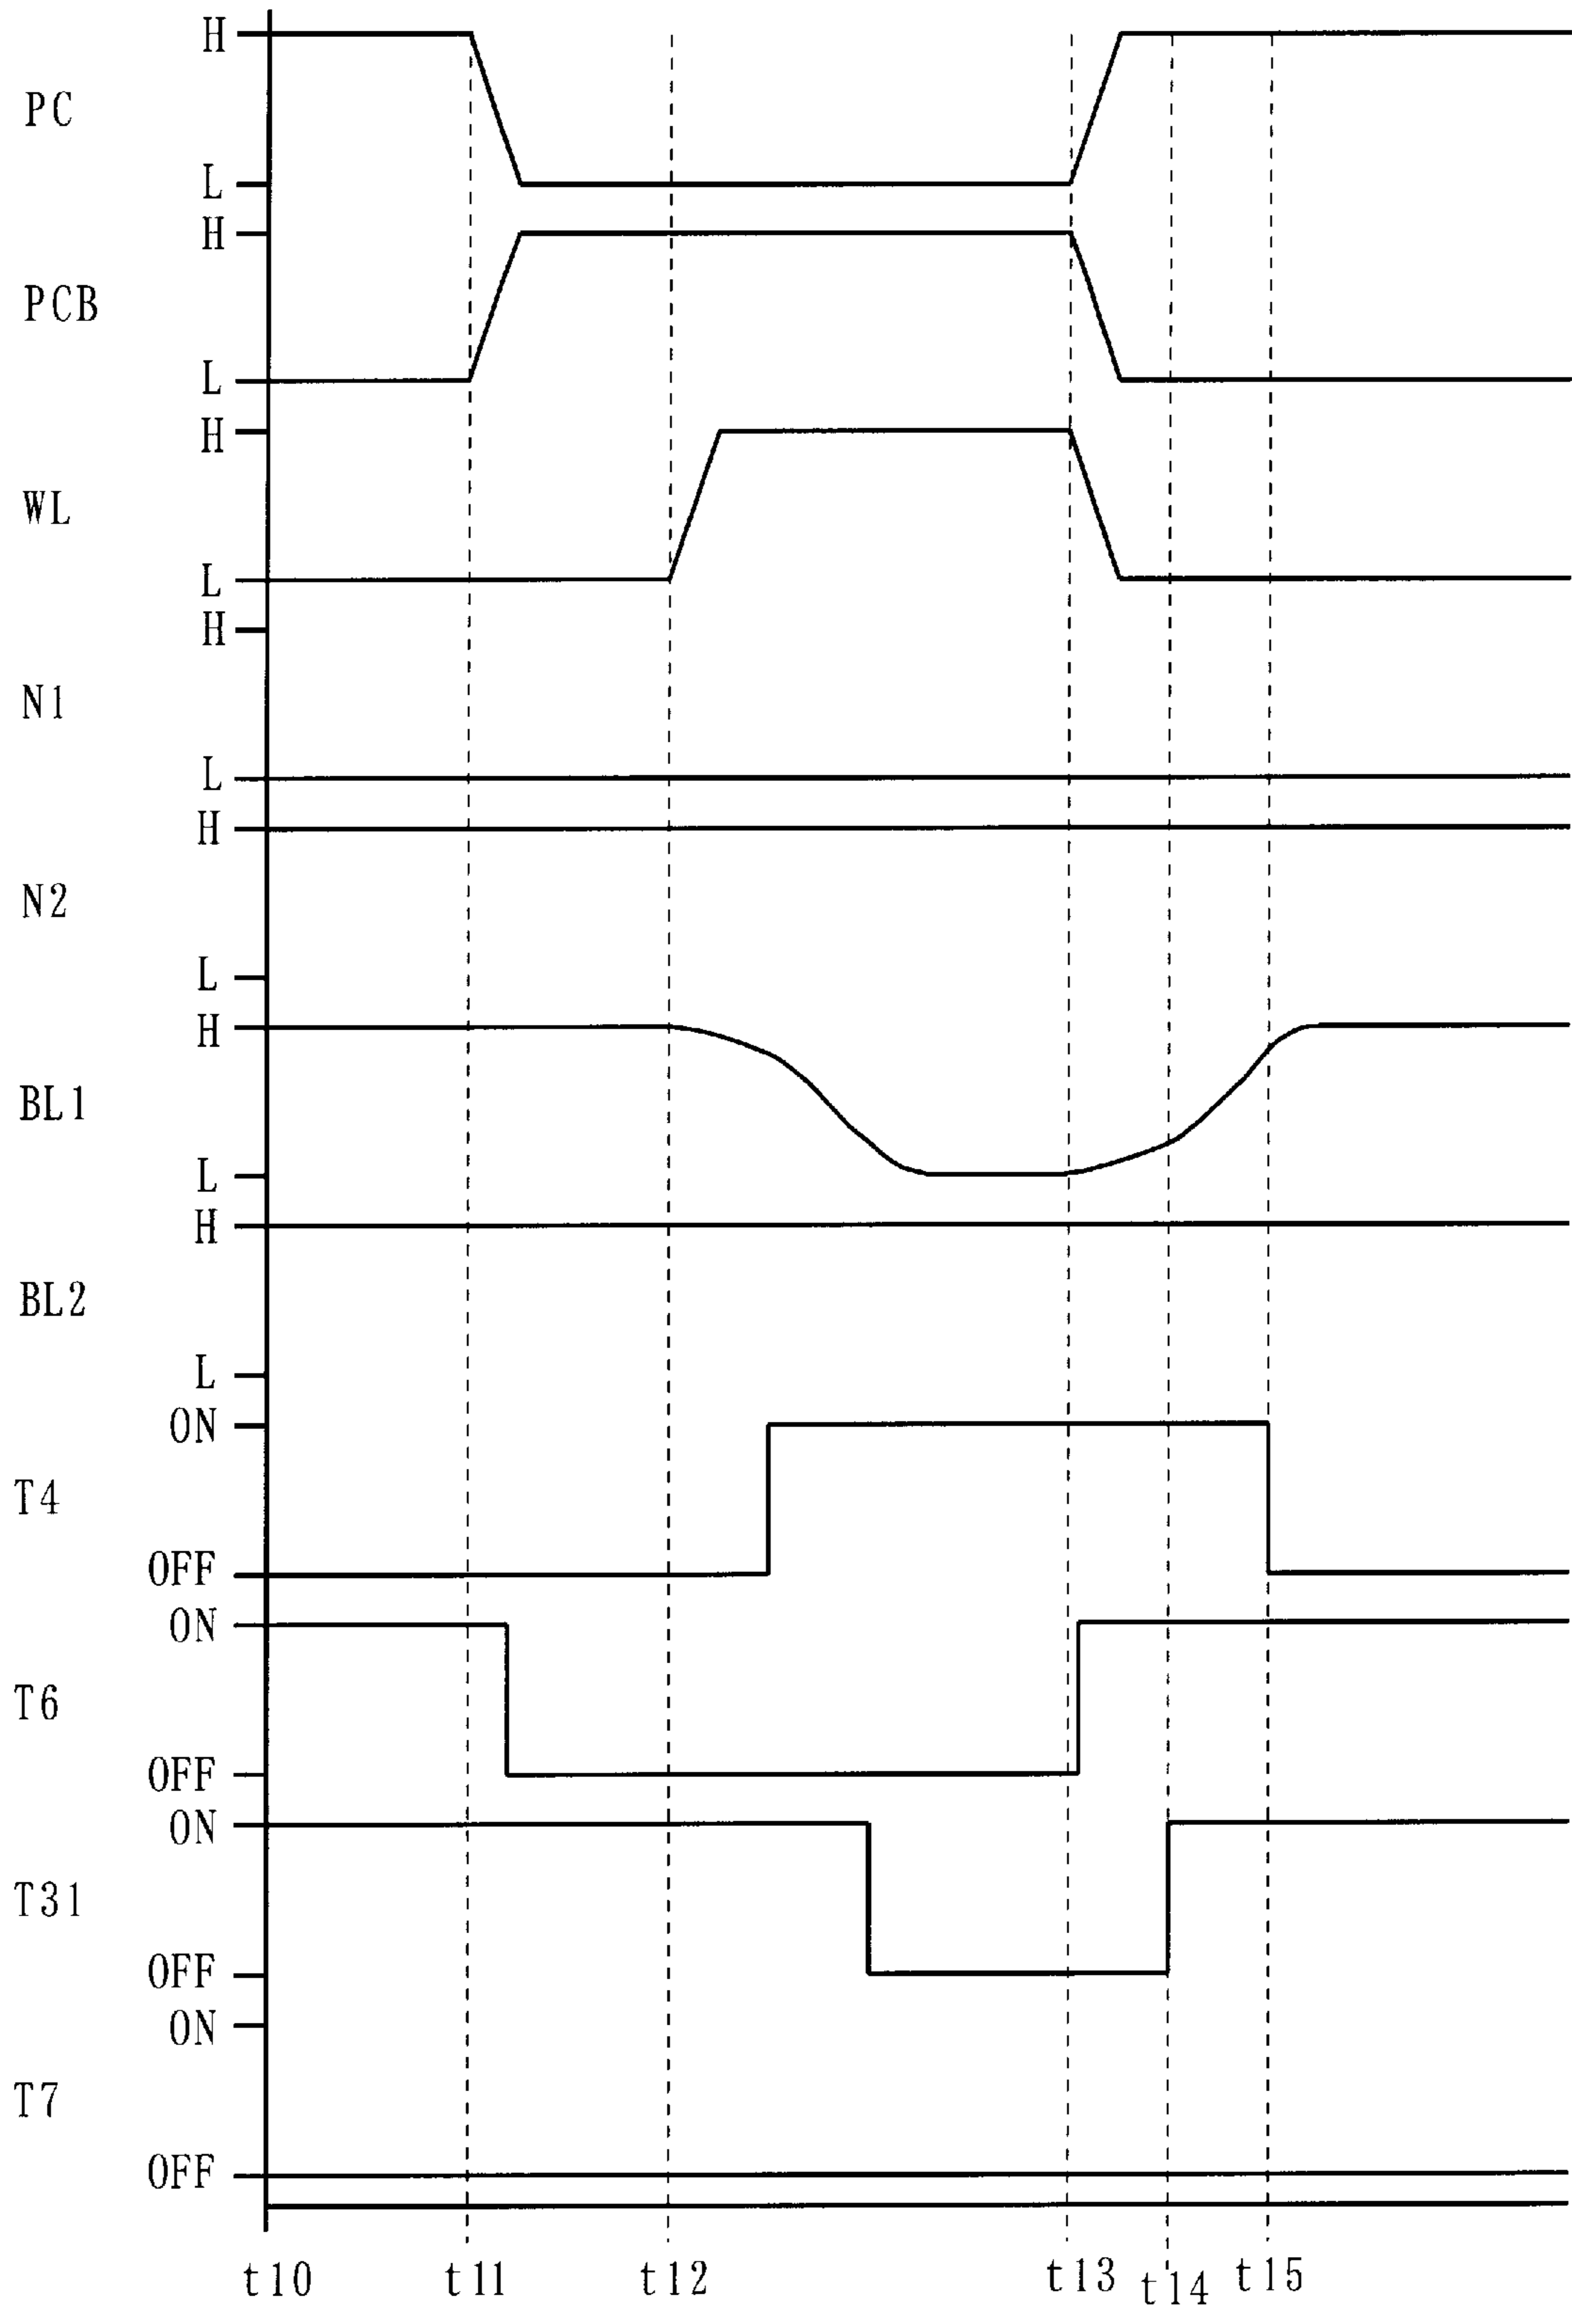 H
PC
L
H
PCB
L
H
WL
L
H
N1
L
H
N2
L
H
BL1
L
H
BL2
L
ON
T4
OFF
ON
T6
OFF
ON
T31
OFF
ON
T7
OFF
t10 t11 t12 t13 t14 t15